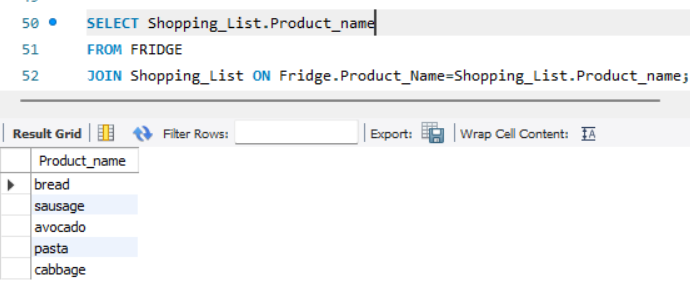 50 SELECT Shopping_List.Product_name
51 FROM FRIDGE
52 JOIN Shopping_List ON Fridge.Product_Name=Shopping_List.Product_name;
Result Grid Filter Rows: Export: Wrap Cell Content: IA
Product_name
bread
sausage
avocado
pasta
cabbage